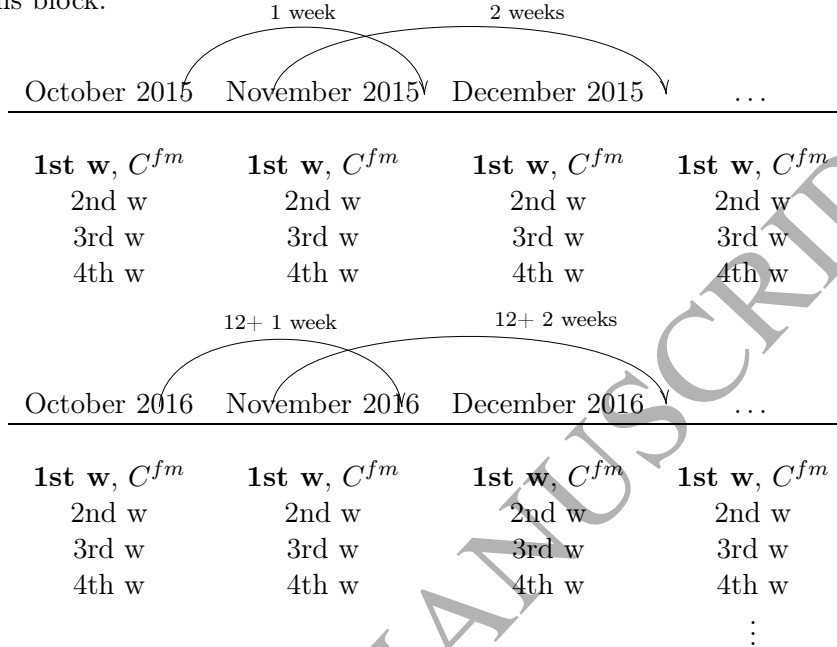 his block.
1 week 2 weeks
October 2015 November 2015 December 2015 ...
1st w, C^{fm} 1st w, C^{fm} 1st w, C^{fm} 1st w, C^{fm}
2nd w 2nd w 2nd w 2nd w
3rd w 3rd w 3rd w 3rd w
4th w 4th w 4th w 4th w
12+ 1 week 12+ 2 weeks
October 2016 November 2016 December 2016 ...
1st w, C^{fm} 1st w, C^{fm} 1st w, C^{fm} 1st w, C^{fm}
2nd w 2nd w 2nd w 2nd w
3rd w 3rd w 3rd w 3rd w
4th w 4th w 4th w 4th w
⋮
ANUSCRI